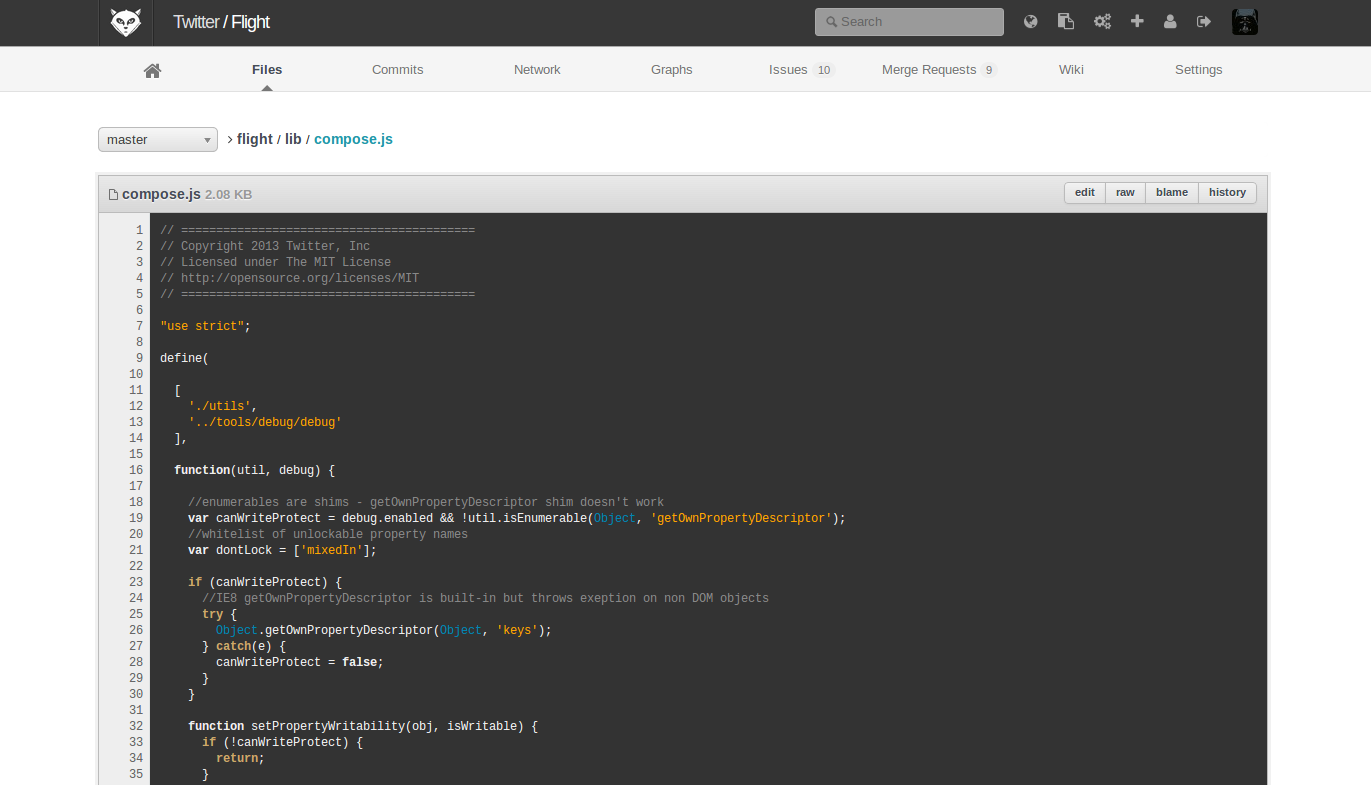 Twitter / Flight
Search
Files
Commits
Network
Graphs
Issues 10
Merge Requests 9
Wiki
Settings
master
> flight / lib / compose.js
compose.js 2.08 KB
edit
raw
blame
history
1 // ==========================================
2 // Copyright 2013 Twitter, Inc
3 // Licensed under The MIT License
4 // http://opensource.org/licenses/MIT
5 // ==========================================
6
7 "use strict";
8
9 define(
10
11 [
12 './utils',
13 '../tools/debug/debug'
14 ],
15
16 function(util, debug) {
17
18 //enumerables are shims - getOwnPropertyDescriptor shim doesn't work
19 var canWriteProtect = debug.enabled && !util.isEnumerable(Object, 'getOwnPropertyDescriptor');
20 //whitelist of unlockable property names
21 var dontLock = ['mixedIn'];
22
23 if (canWriteProtect) {
24 //IE8 getOwnPropertyDescriptor is built-in but throws exeption on non DOM objects
25 try {
26 Object.getOwnPropertyDescriptor(Object, 'keys');
27 } catch(e) {
28 canWriteProtect = false;
29 }
30 }
31
32 function setPropertyWritability(obj, isWritable) {
33 if (!canWriteProtect) {
34 return;
35 }